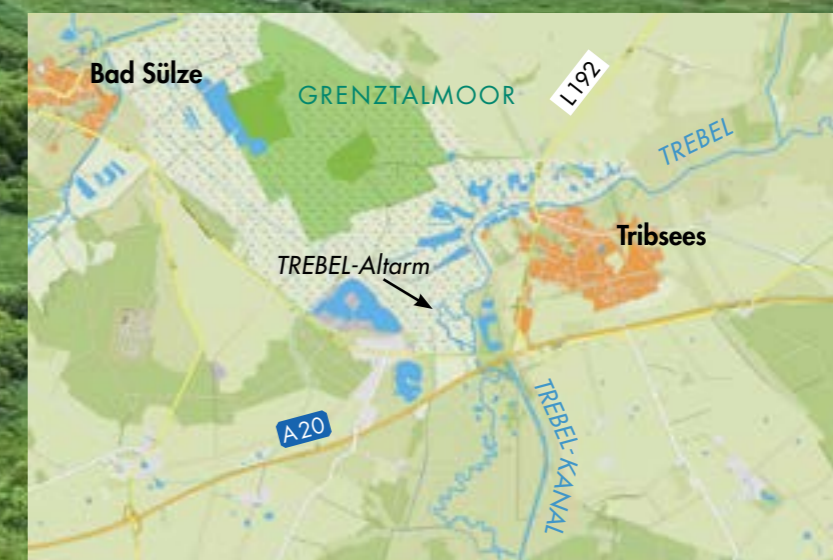 Bad Sülze
GRENZTALMOOR
L192
TREBEL
Tribsees
TREBEL-Altarm
A20
TREBEL-KANAL